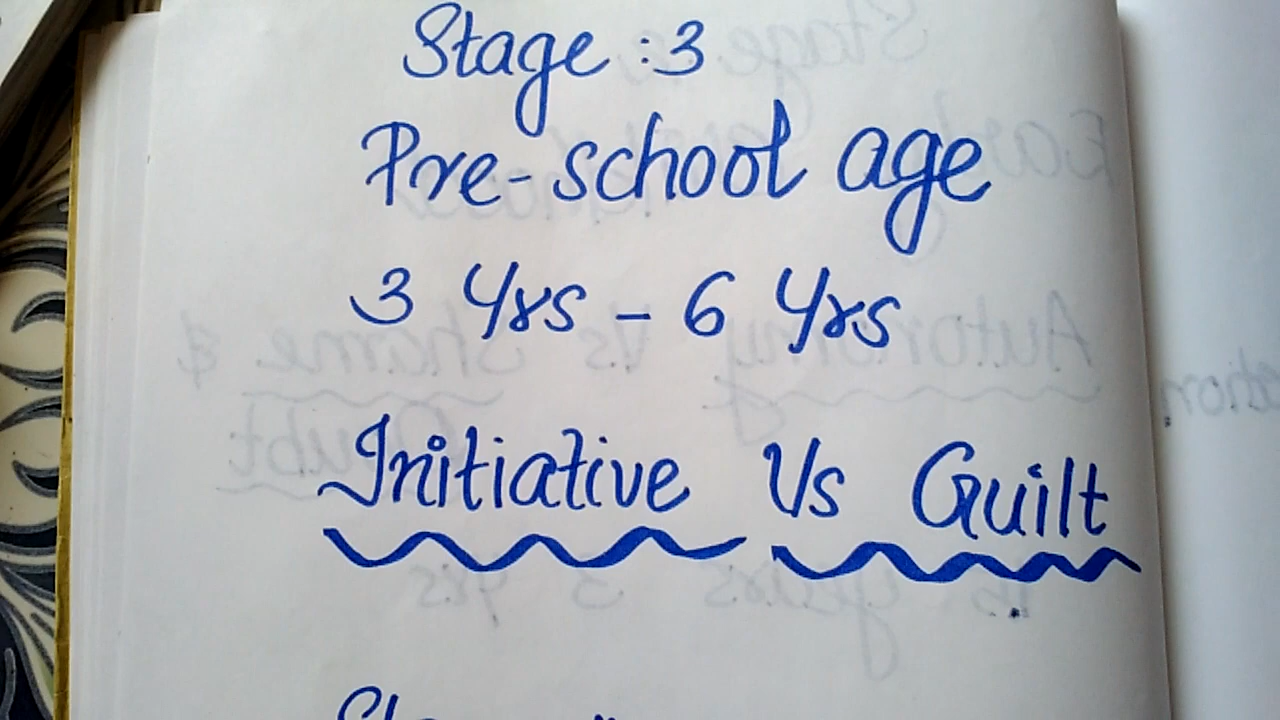 Stage : 3
Pre-school age
3 Yrs - 6 Yrs
Initiative Vs Guilt